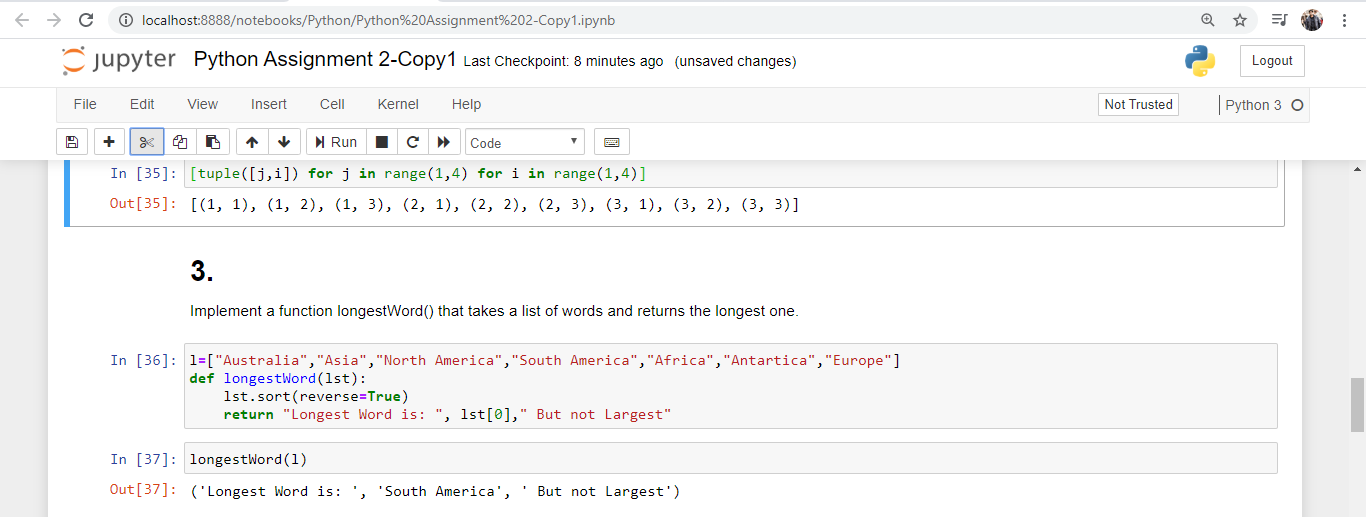 localhost:8888/notebooks/Python/Python%20Assignment%202-Copy1.ipynb
jupyter Python Assignment 2-Copy1 Last Checkpoint: 8 minutes ago (unsaved changes) Logout
File Edit View Insert Cell Kernel Help Not Trusted Python 3
Run Code
In [35]: [tuple([j,i]) for j in range(1,4) for i in range(1,4)]
Out[35]: [(1, 1), (1, 2), (1, 3), (2, 1), (2, 2), (2, 3), (3, 1), (3, 2), (3, 3)]
3.
Implement a function longestWord() that takes a list of words and returns the longest one.
In [36]: l=["Australia","Asia","North America","South America","Africa","Antartica","Europe"]
def longestWord(lst):
    lst.sort(reverse=True)
    return "Longest Word is: ", lst[0]," But not Largest"
In [37]: longestWord(l)
Out[37]: ('Longest Word is: ', 'South America', ' But not Largest')